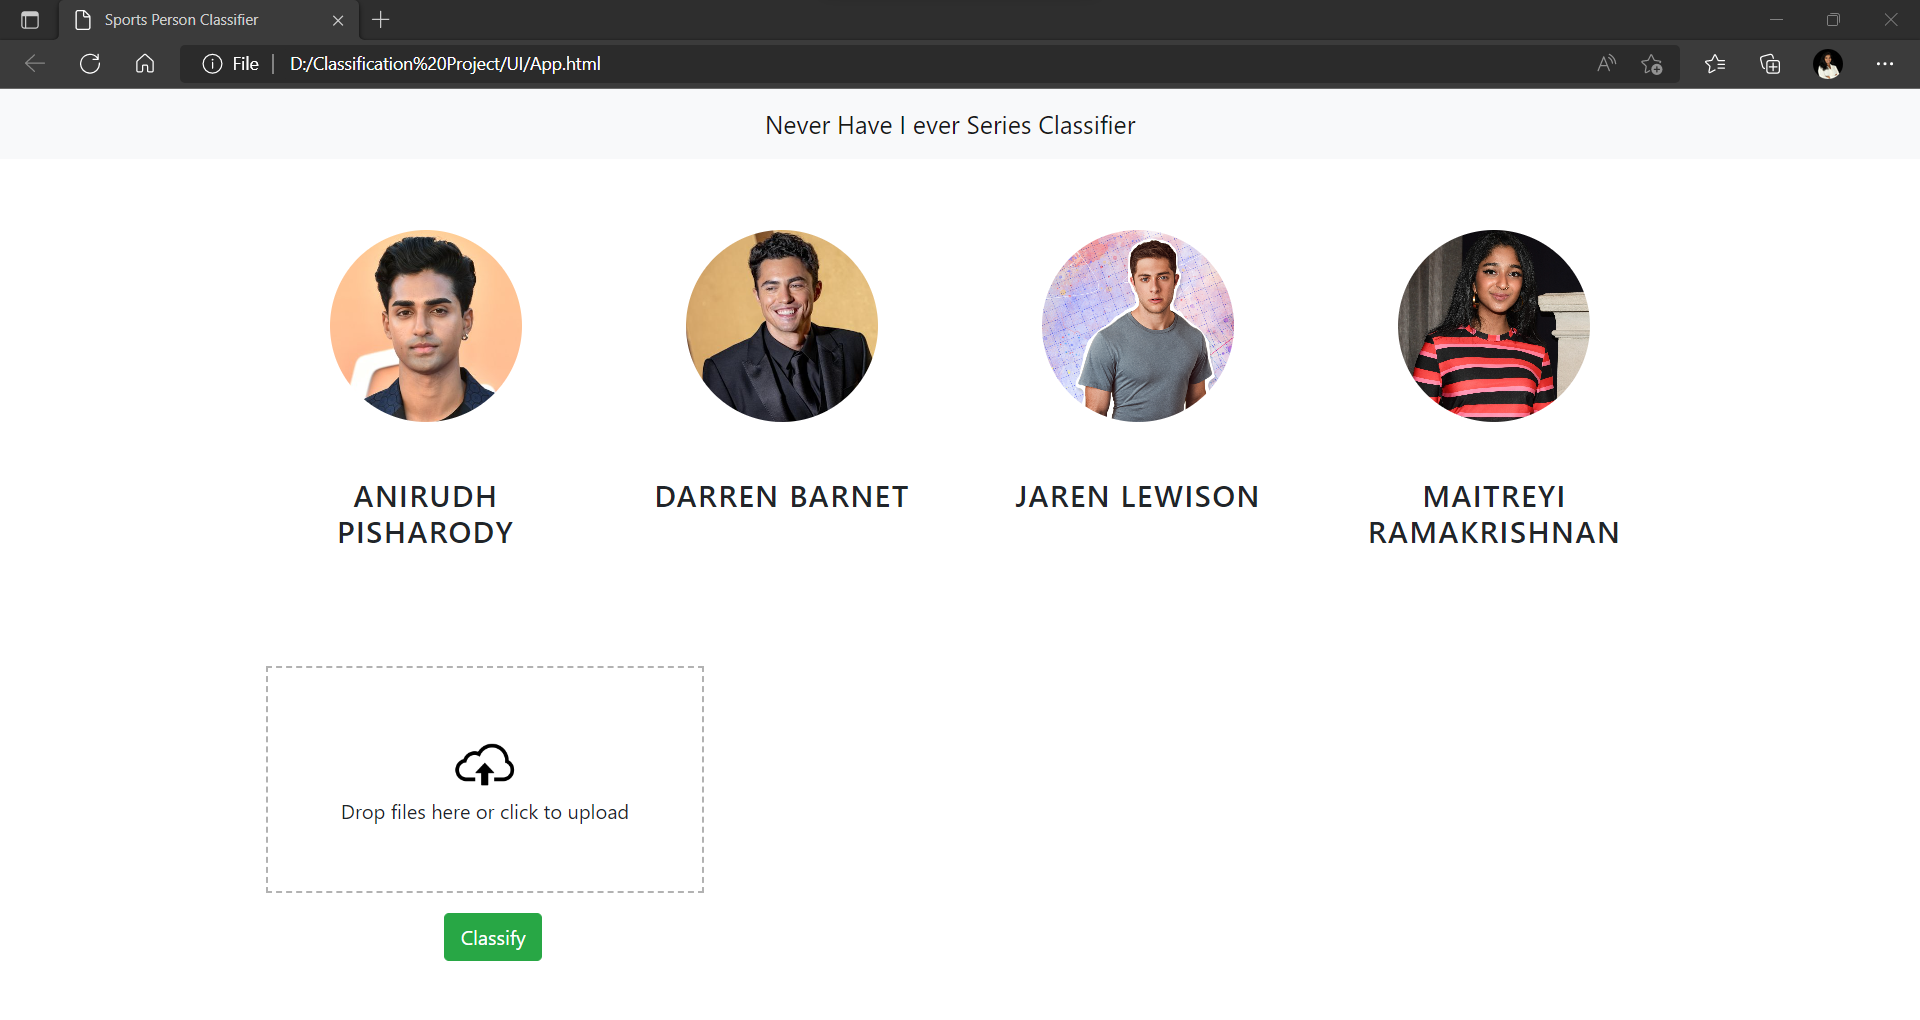 Sports Person Classifier
File
D:/Classification%20Project/UI/App.html
Never Have I ever Series Classifier
ANIRUDH
PISHARODY
DARREN BARNET
JAREN LEWISON
MAITREYI
RAMAKRISHNAN
Drop files here or click to upload
Classify